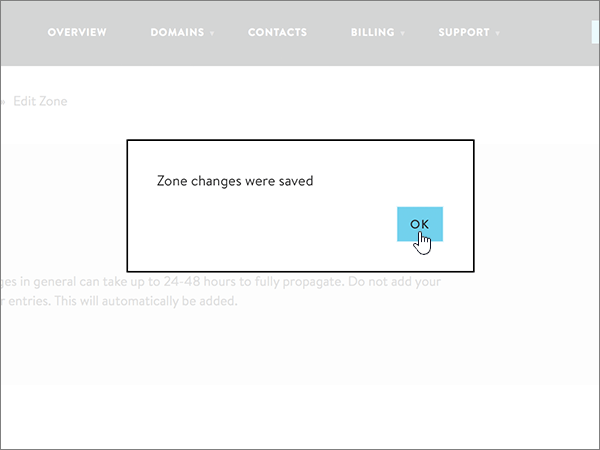 OVERVIEW DOMAINS CONTACTS BILLING SUPPORT
» Edit Zone
Zone changes were saved
OK
ges in general can take up to 24-48 hours to fully propagate. Do not add your
r entries. This will automatically be added.